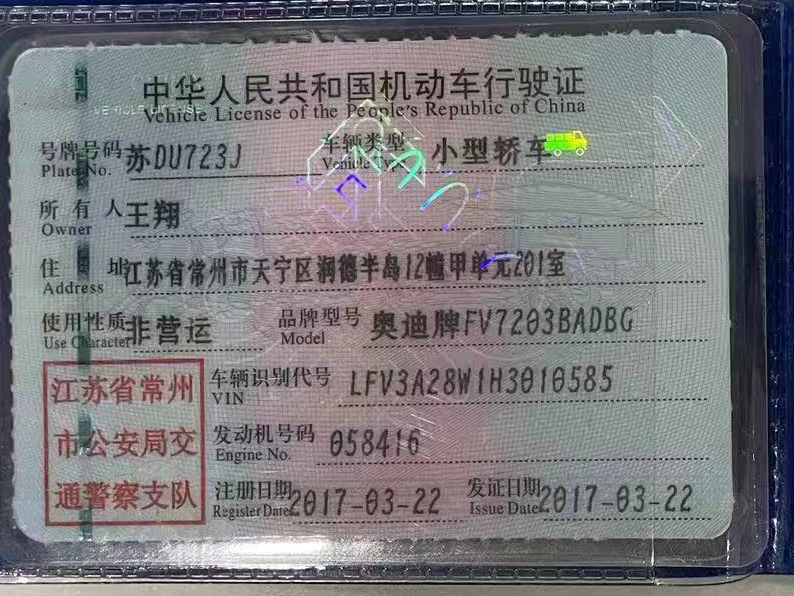 中华人民共和国机动车行驶证
Vehicle License of the People's Republic of China
号牌号码 苏DU723J 车辆类型 小型轿车
Plate No. Vehicle Type
所有人 王翔
Owner
住址 江苏省常州市天宁区润德半岛12幢甲单元201室
Address
使用性质 非营运 品牌型号 奥迪牌FV7203BADBG
Use Character Model
江苏省常州 车辆识别代号 LFV3A28W1H3010585
VIN
市公安局交 发动机号码 058416
Engine No.
通警察支队 注册日期 2017-03-22 发证日期 2017-03-22
Register Date Issue Date